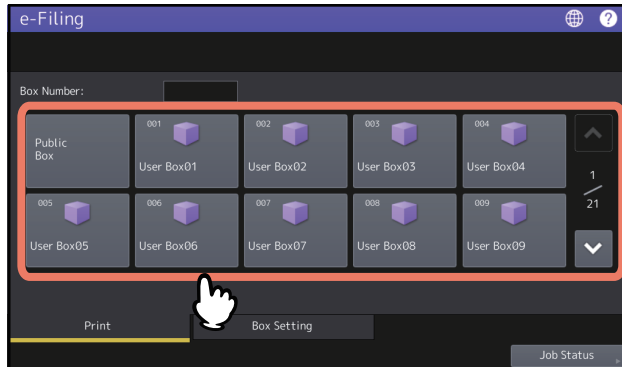 e-Filing
?
Box Number:
Public
Box
001
User Box01
002
User Box02
003
User Box03
004
User Box04
1
21
005
User Box05
006
User Box06
007
User Box07
008
User Box08
009
User Box09
Print
Box Setting
Job Status